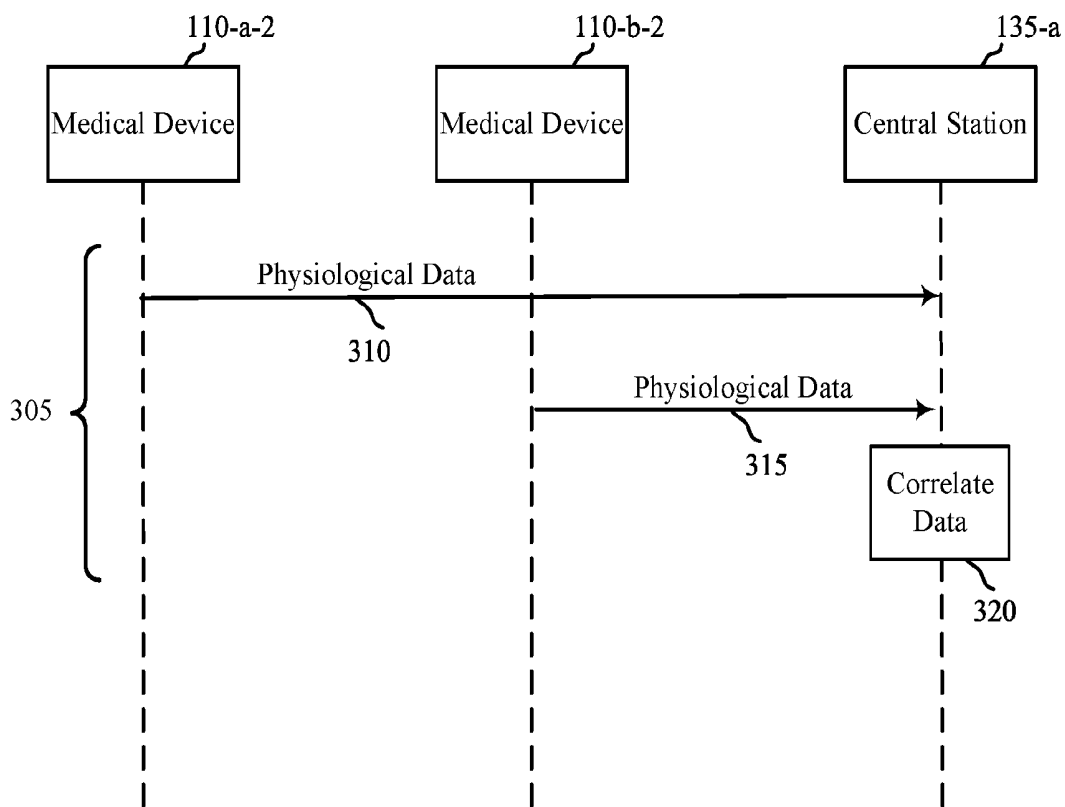 110-a-2
110-b-2
135-a
Medical Device
Medical Device
Central Station
Physiological Data
310
Physiological Data
315
305
Correlate
Data
320